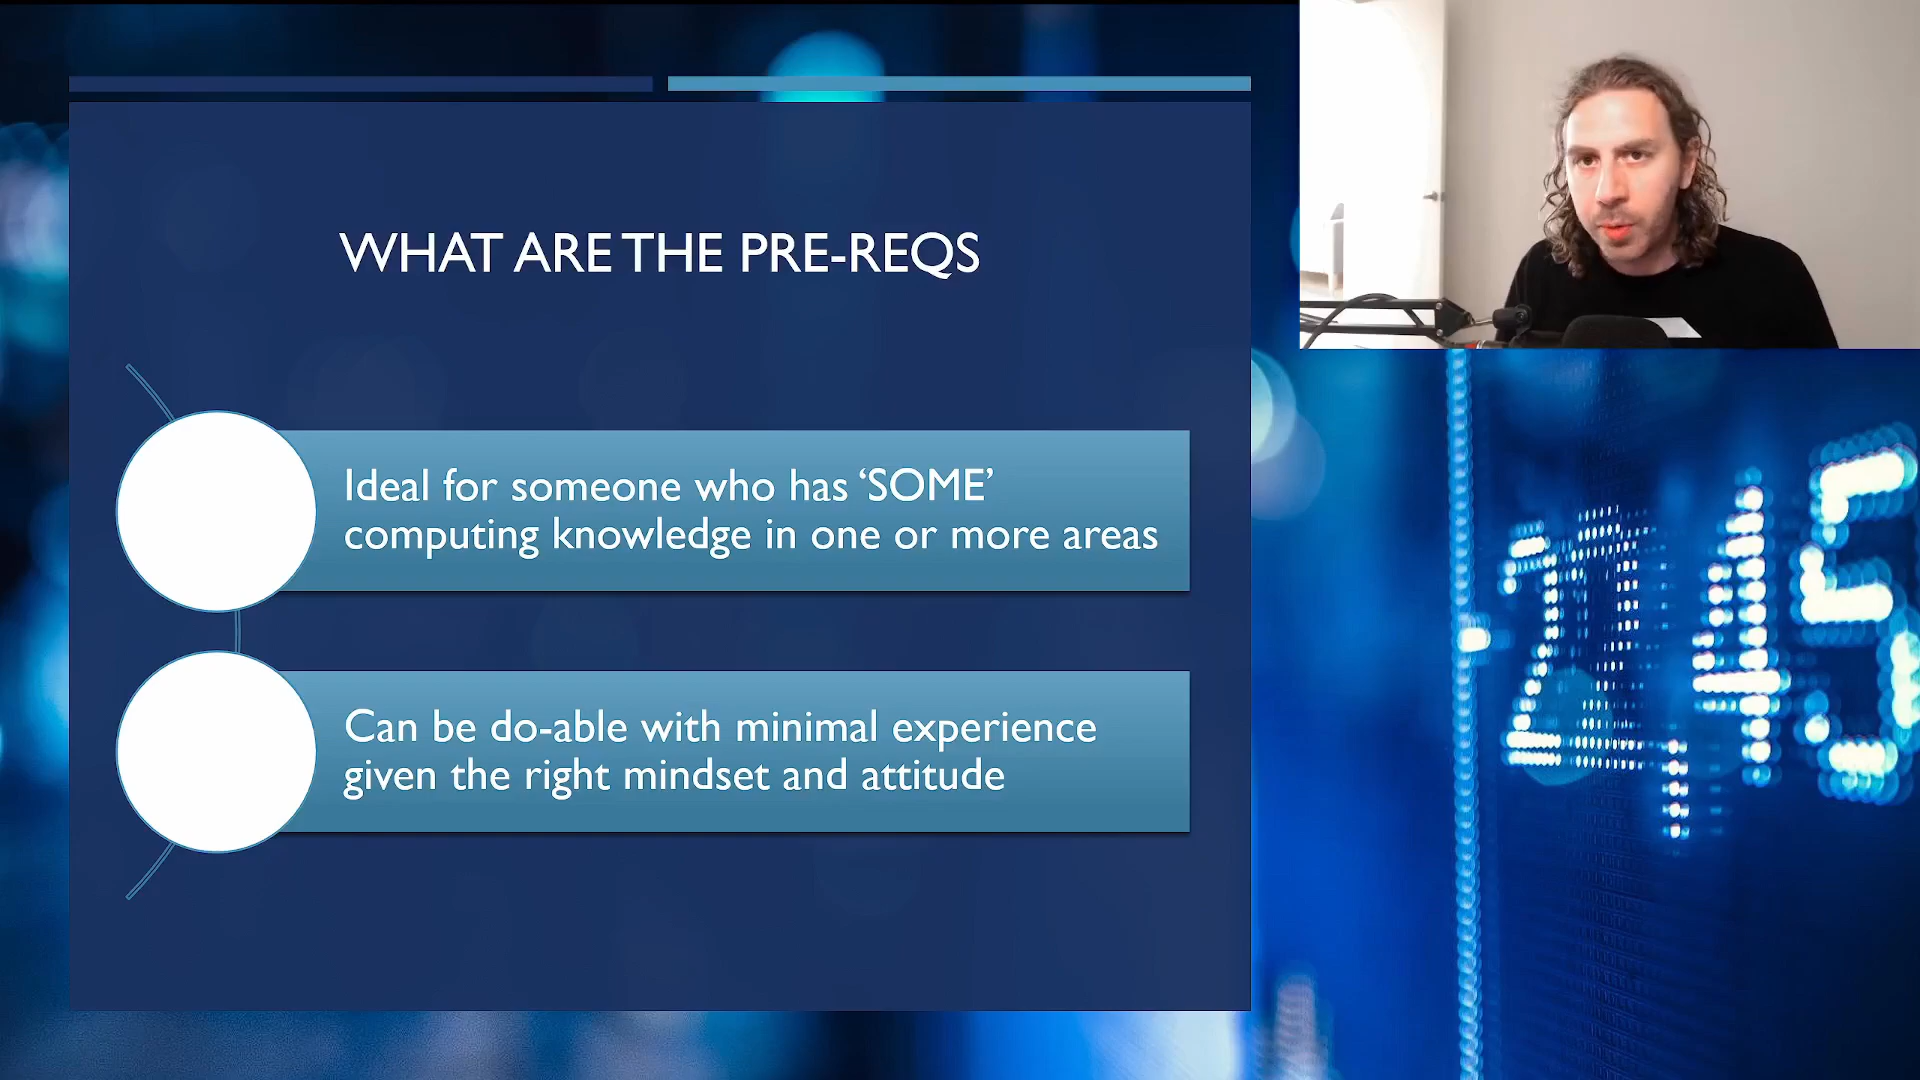 WHAT ARE THE PRE-REQS
Ideal for someone who has ‘SOME’
computing knowledge in one or more areas
Can be do-able with minimal experience
given the right mindset and attitude